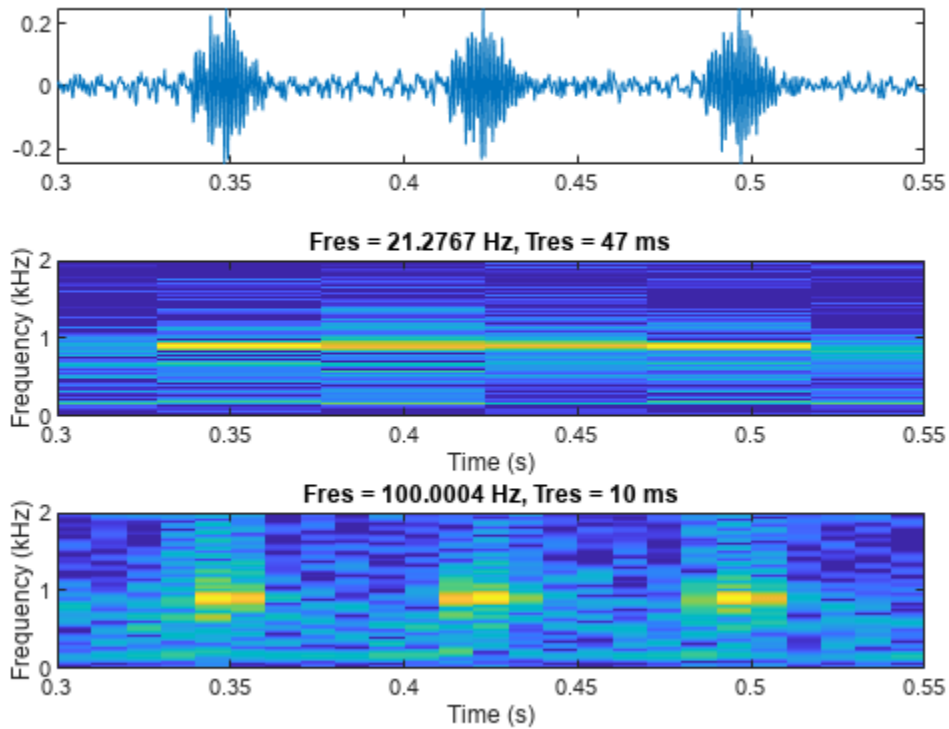 0.2
0
-0.2
0.3 0.35 0.4 0.45 0.5 0.55
Fres = 21.2767 Hz, Tres = 47 ms
Frequency (kHz)
2
1
0
0.3 0.35 0.4 0.45 0.5 0.55
Time (s)
Fres = 100.0004 Hz, Tres = 10 ms
Frequency (kHz)
2
1
0
0.3 0.35 0.4 0.45 0.5 0.55
Time (s)